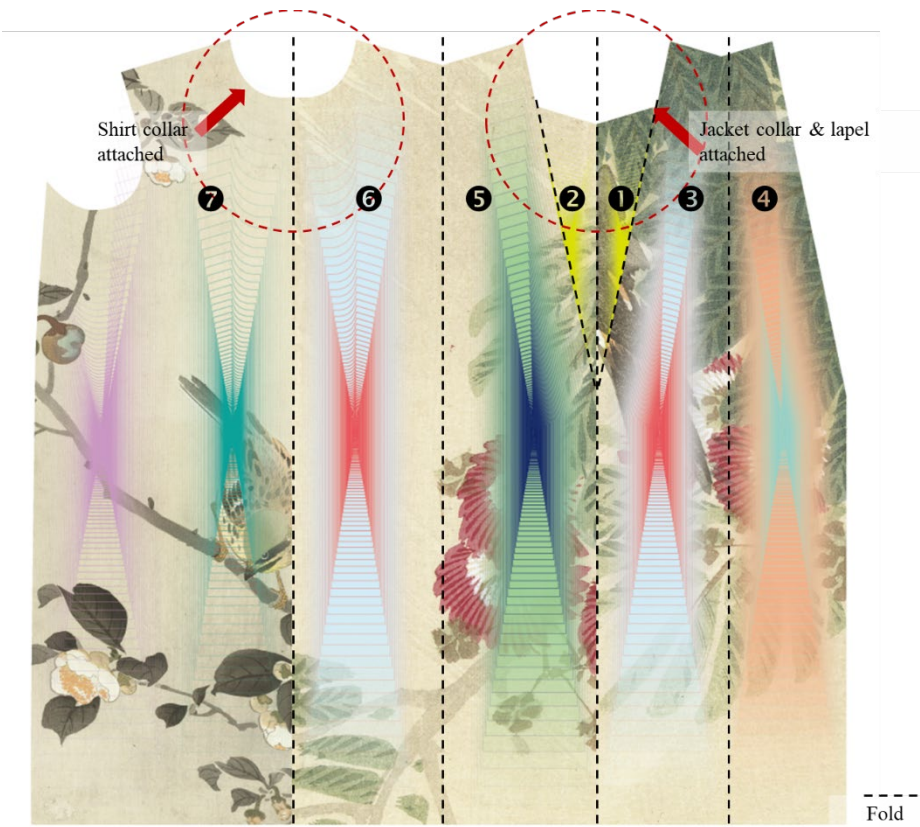 Shirt collar
attached
Jacket collar & lapel
attached
❼ ❻ ❺ ❷ ❶ ❸ ❹
Fold